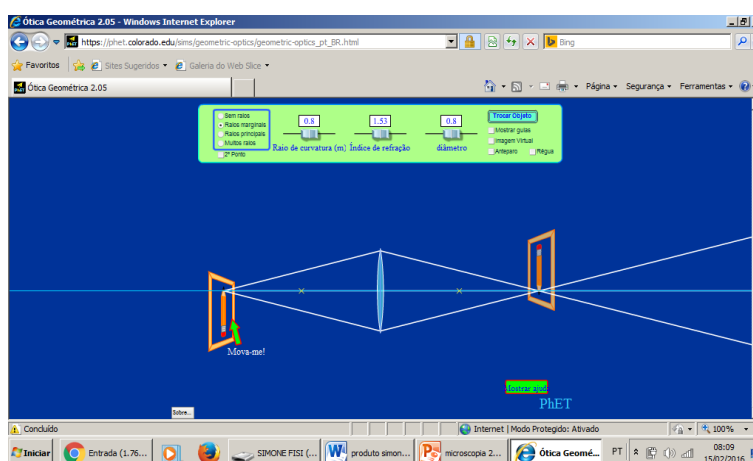 Ótica Geométrica 2.05 - Windows Internet Explorer
https://phet.colorado.edu/sims/geometric-optics/geometric-optics_pt_BR.html
Bing
Favoritos
Sites Sugeridos
Galeria do Web Slice
Ótica Geométrica 2.05
Página
Segurança
Ferramentas
Sem raios
Raios marginais
Raios principais
Muitos raios
2º Ponto
0.8
1.53
0.8
Raio de curvatura (m)
Índice de refração
diâmetro
Trocar Objeto
Mostrar guias
Imagem Virtual
Anteparo
Régua
Mova-me!
Mostrar ajuda
PhET
Sobre...
Concluído
Internet | Modo Protegido: Ativado
100%
Iniciar
Entrada (1.76...
SIMONE FISI (...
produto simon...
microscopia 2...
Ótica Geomé...
PT
08:09
15/02/2016